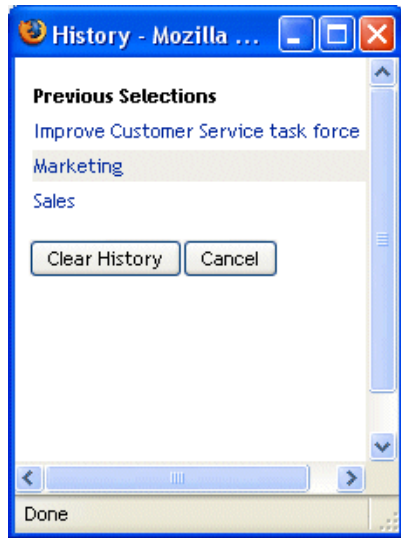 History - Mozilla ...
Previous Selections
Improve Customer Service task force
Marketing
Sales
Clear History Cancel
Done